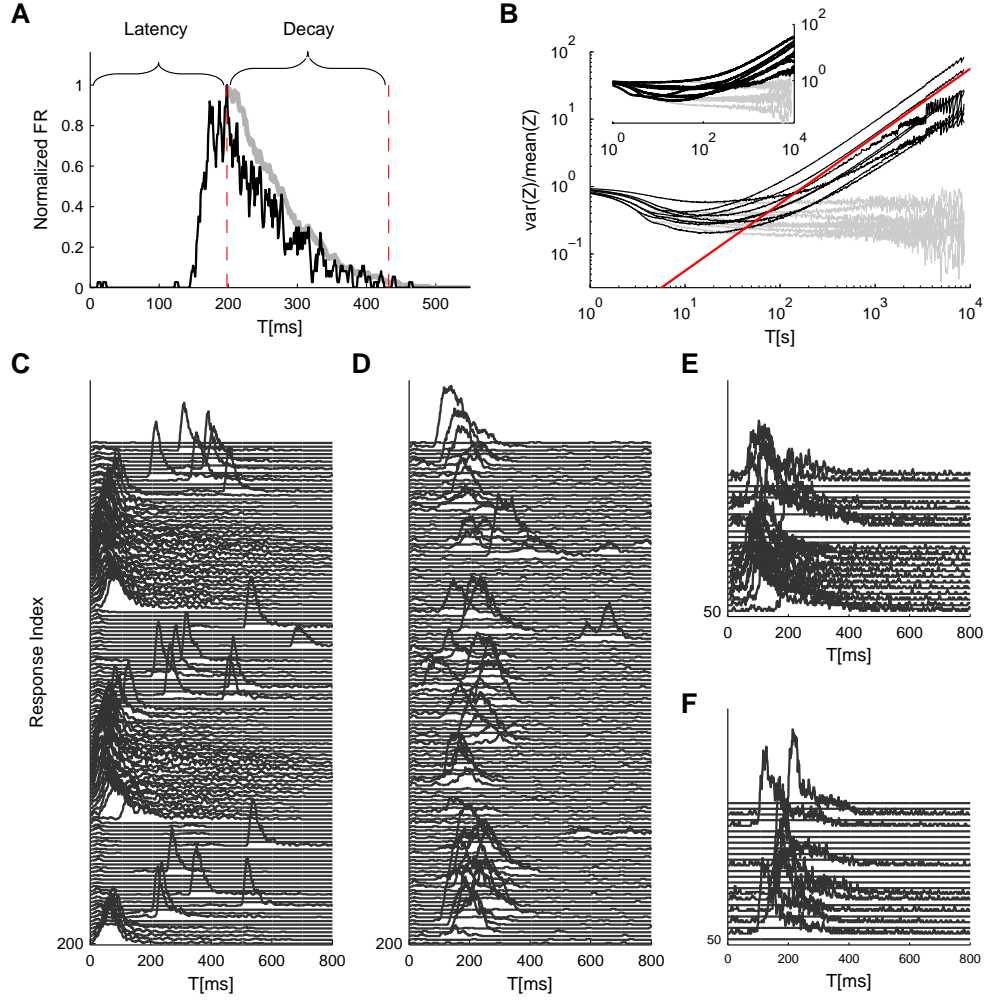 A
Latency
Decay
Normalized FR
1
0.8
0.6
0.4
0.2
0
0 100 200 300 400 500
T[ms]
B
var(Z)/mean(Z)
10^2
10^1
10^0
10^−1
10^0 10^1 10^2 10^3 10^4
T[s]
10^2
10^0
10^0 10^2 10^4
C
Response Index
200
0 200 400 600 800
T[ms]
D
200
0 200 400 600 800
T[ms]
E
50
0 200 400 600 800
T[ms]
F
50
0 200 400 600 800
T[ms]